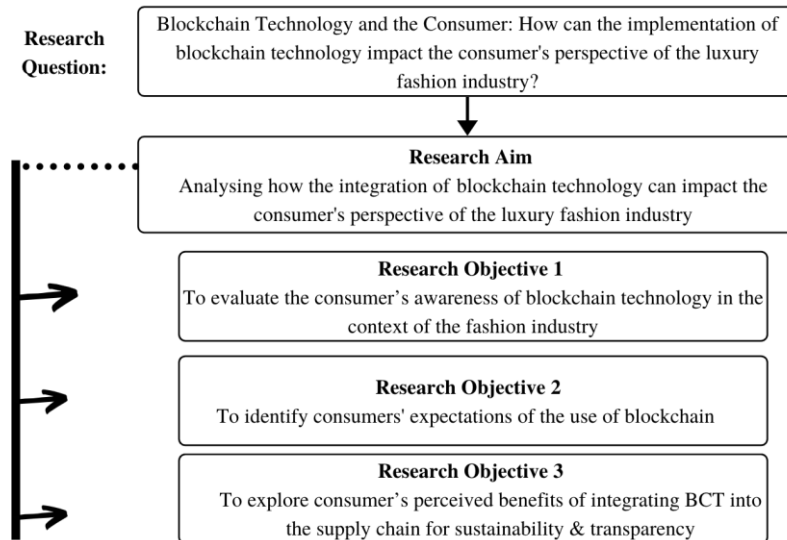 Research
Question:
Blockchain Technology and the Consumer: How can the implementation of
blockchain technology impact the consumer's perspective of the luxury
fashion industry?
Research Aim
Analysing how the integration of blockchain technology can impact the
consumer's perspective of the luxury fashion industry
Research Objective 1
To evaluate the consumer’s awareness of blockchain technology in the
context of the fashion industry
Research Objective 2
To identify consumers' expectations of the use of blockchain
Research Objective 3
To explore consumer’s perceived benefits of integrating BCT into
the supply chain for sustainability & transparency